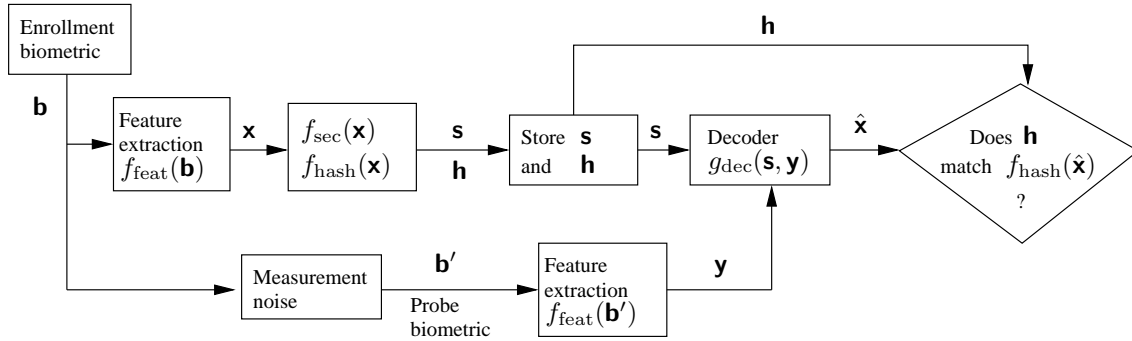 Enrollment
biometric
b
Feature
extraction
f_feat(b)
x
f_sec(x)
f_hash(x)
s
h
Store s
and h
s
Decoder
g_dec(s, y)
x̂
h
Does h
match f_hash(x̂)
?
Measurement
noise
b′
Probe
biometric
Feature
extraction
f_feat(b′)
y